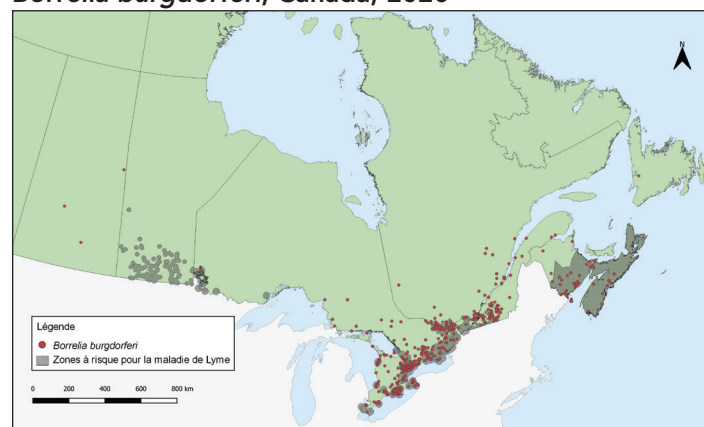 Borrelia burgdorferi, Canada, 2020
N
Légende
Borrelia burgdorferi
Zones à risque pour la maladie de Lyme
0 200 400 600 800 km